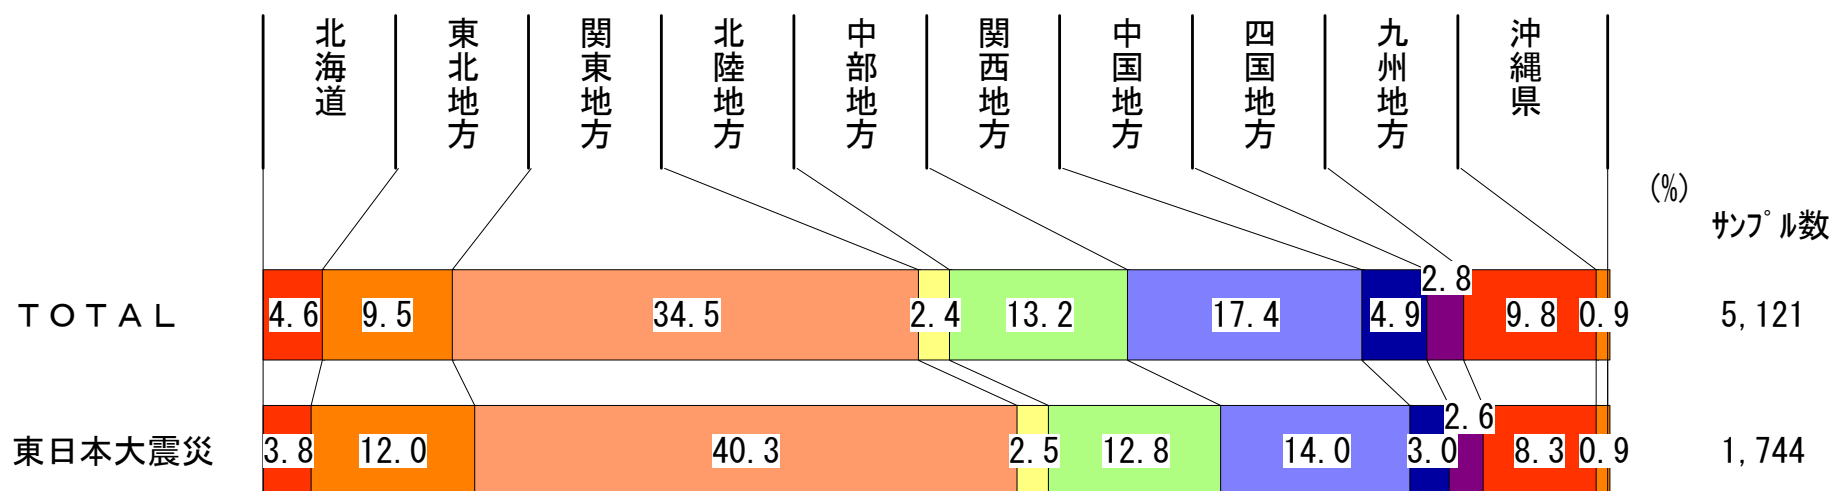 北海道
東北地方
関東地方
北陸地方
中部地方
関西地方
中国地方
四国地方
九州地方
沖縄県
(%)
ｻﾝﾌﾟﾙ数
ＴＯＴＡＬ 4.6 9.5 34.5 2.4 13.2 17.4 4.9 2.8 9.8 0.9 5,121
東日本大震災 3.8 12.0 40.3 2.5 12.8 14.0 3.0 2.6 8.3 0.9 1,744